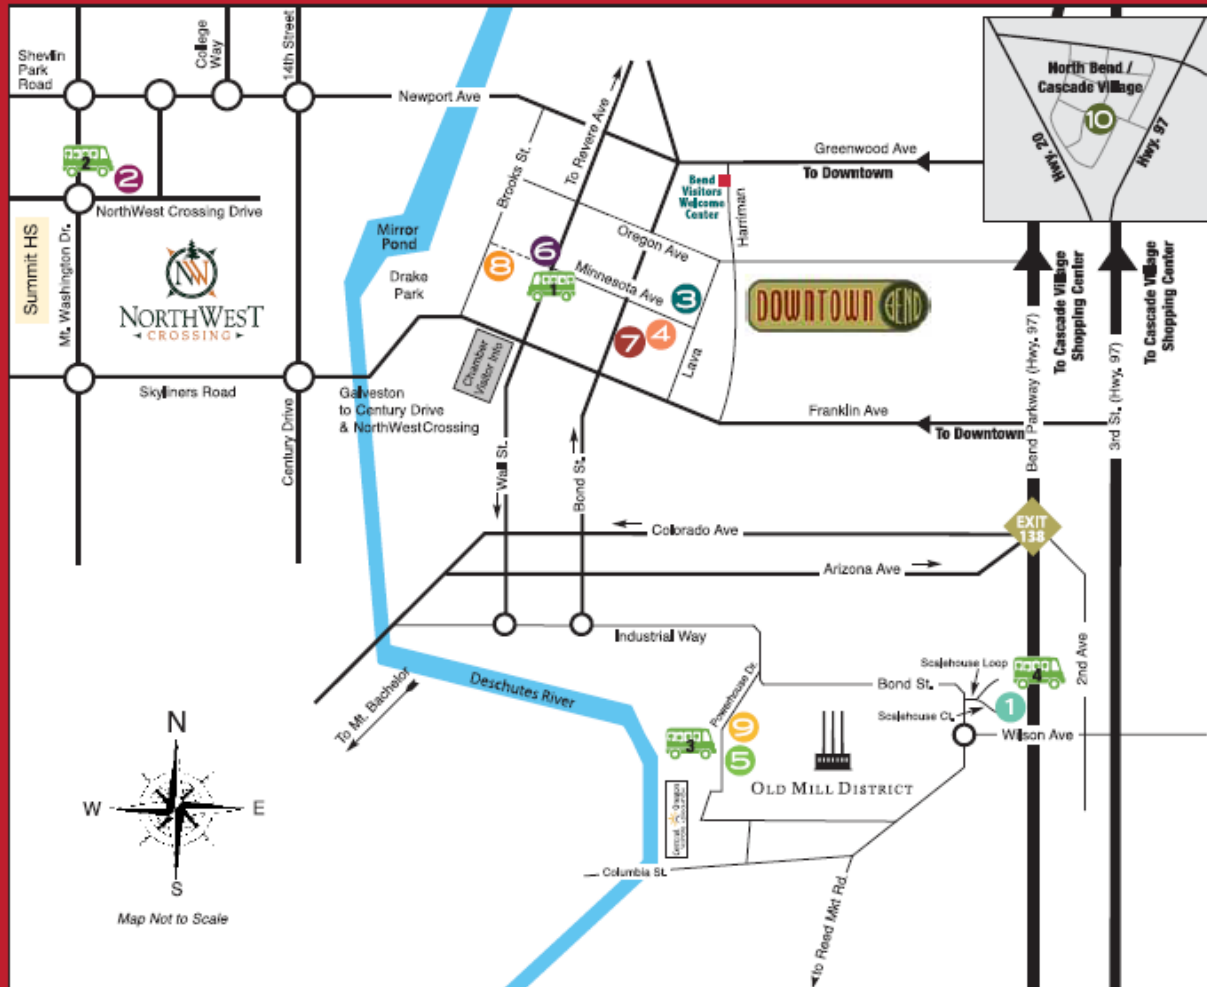 Shevlin
Park
Road
College
Way
14th Street
Newport Ave
To Revere Ave
Brooks St.
Greenwood Ave
To Downtown
North Bend /
Cascade Village
10
Hwy. 20
Hwy. 97
2
2
NorthWest Crossing Drive
Summit HS
Mt. Washington Dr.
NW
NORTHWEST
CROSSING
Mirror
Pond
Drake
Park
Bend
Visitors
Welcome
Center
Harriman
Oregon Ave
6
8
1
Minnesota Ave
3
7
4
Lava
DOWNTOWN BEND
To Cascade Village
Shopping Center
To Cascade Village
Shopping Center
Bend Parkway (Hwy. 97)
3rd St. (Hwy. 97)
Chamber
Visitor Info
Skyliners Road
Century Drive
Galveston
to Century Drive
& NorthWestCrossing
Franklin Ave
To Downtown
Wall St.
Bond St.
EXIT
138
Colorado Ave
Arizona Ave
Industrial Way
2nd Ave
To Mt. Bachelor
Deschutes River
Powerhouse Dr.
Bond St.
Scalehouse Loop
4
1
Scalehouse Ct.
Wilson Ave
3
9
5
OLD MILL DISTRICT
Central Oregon
Columbia St.
to Reed Mkt Rd.
N
W
E
S
Map Not to Scale